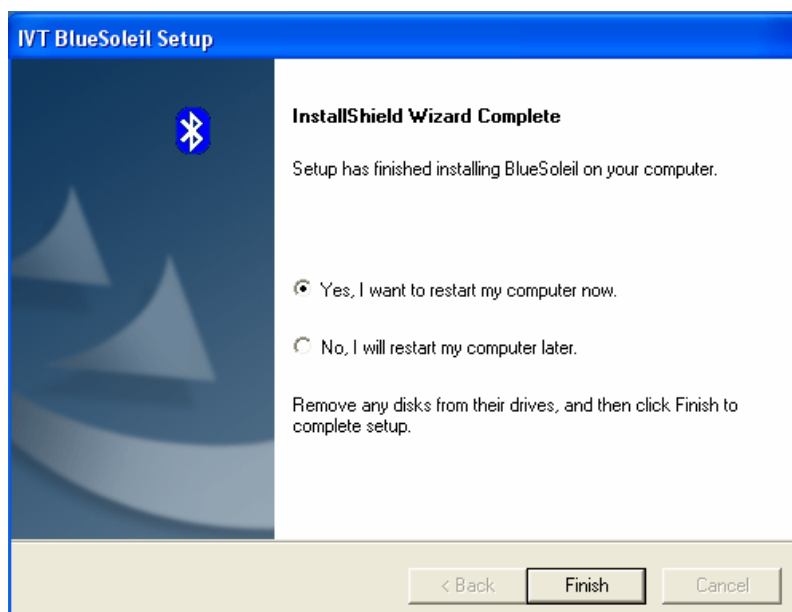 IVT BlueSoleil Setup
InstallShield Wizard Complete
Setup has finished installing BlueSoleil on your computer.
Yes, I want to restart my computer now.
No, I will restart my computer later.
Remove any disks from their drives, and then click Finish to
complete setup.
< Back Finish Cancel